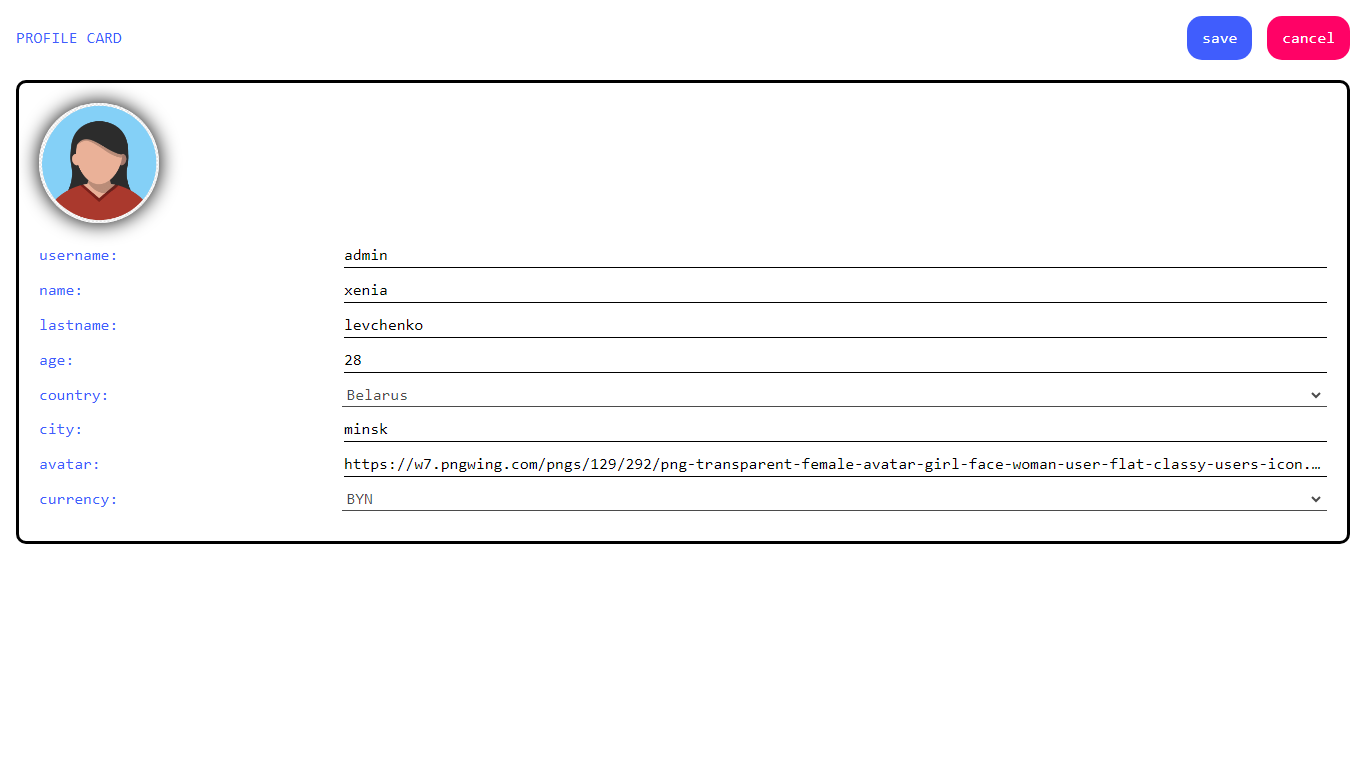 PROFILE CARD save cancel
username: admin
name: xenia
lastname: levchenko
age: 28
country: Belarus
city: minsk
avatar: https://w7.pngwing.com/pngs/129/292/png-transparent-female-avatar-girl-face-woman-user-flat-classy-users-icon.…
currency: BYN